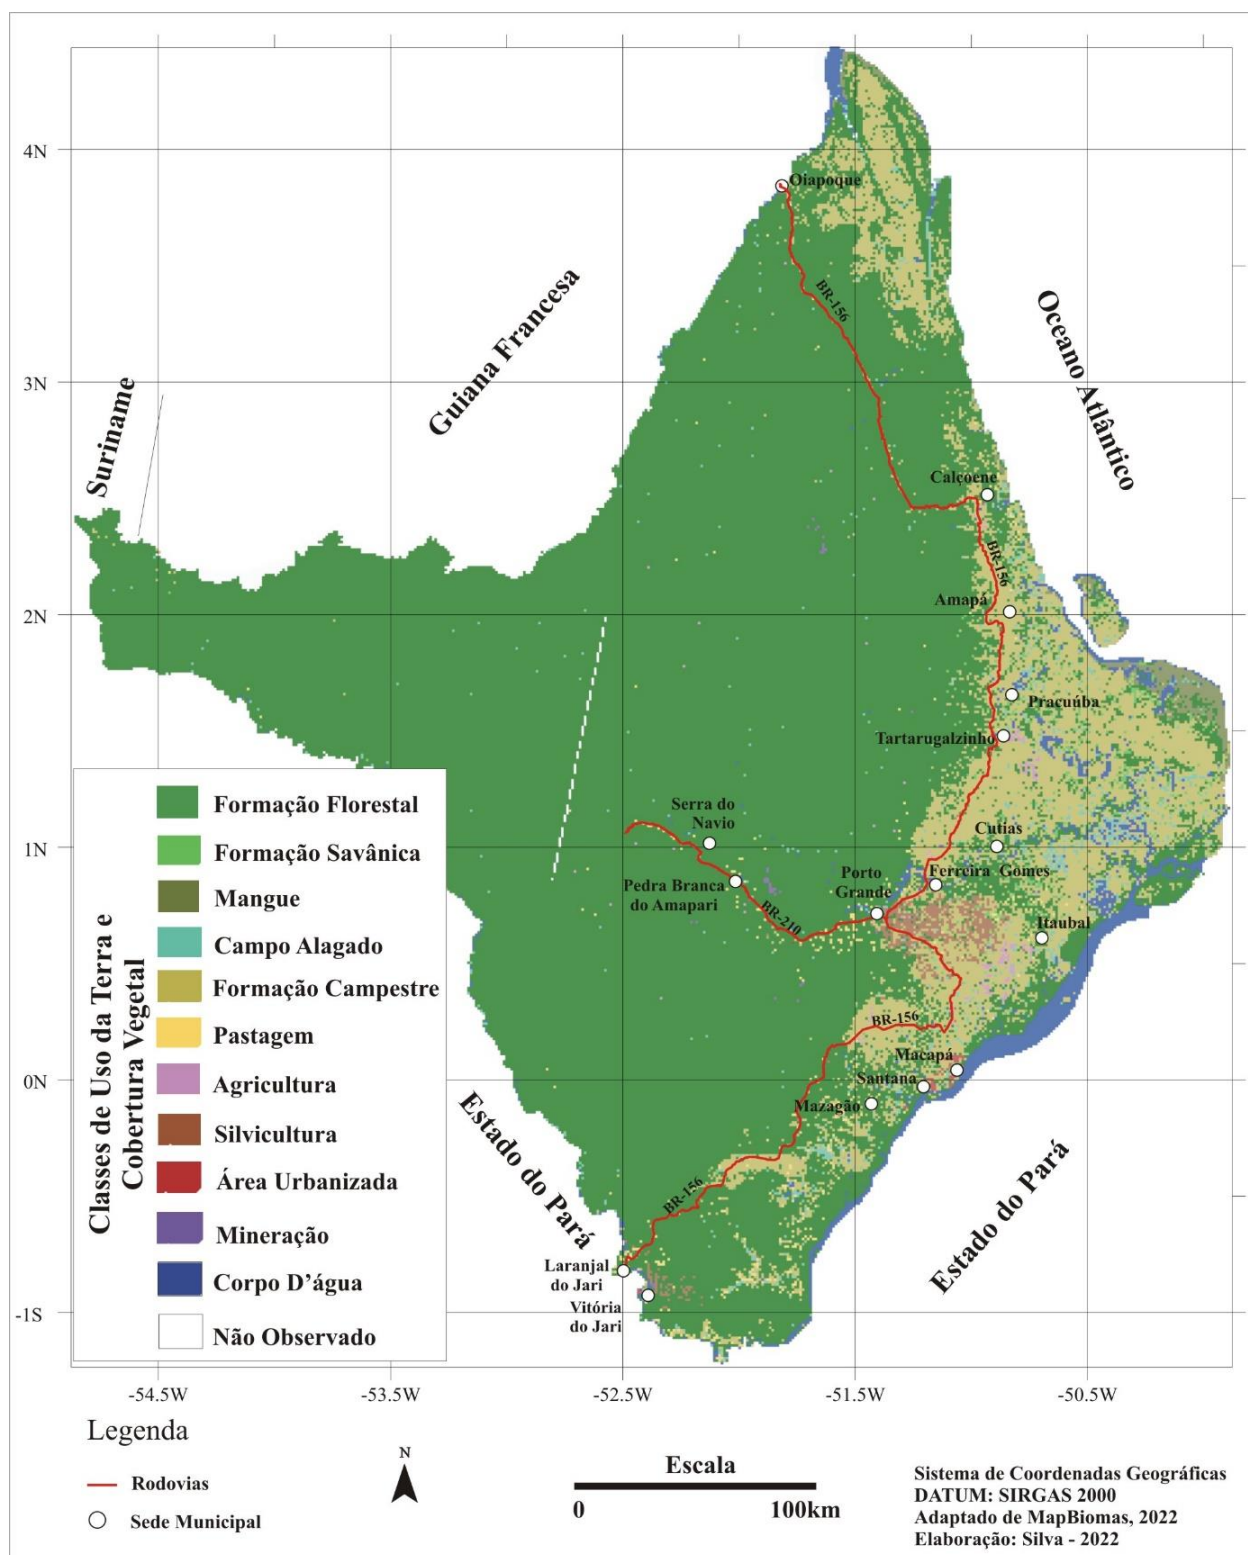 4N
3N
2N
1N
0N
-1S
Oiapoque
BR-156
Guiana Francesa
Suriname
Oceano Atlântico
Calçoene
BR-156
Amapá
Pracuúba
Tartarugalzinho
Serra do
Navio
Cutias
Pedra Branca
do Amapari
Porto
Grande
Ferreira Gomes
BR-210
Itaubal
BR-156
Macapá
Santana
Mazagão
Estado do Pará
BR-156
Estado do Pará
Laranjal
do Jari
Vitória
do Jari
Classes de Uso da Terra e
Cobertura Vegetal
Formação Florestal
Formação Savânica
Mangue
Campo Alagado
Formação Campestre
Pastagem
Agricultura
Silvicultura
Área Urbanizada
Mineração
Corpo D’água
Não Observado
-54.5W
-53.5W
-52.5W
-51.5W
-50.5W
Legenda
Rodovias
Sede Municipal
N
Escala
0
100km
Sistema de Coordenadas Geográficas
DATUM: SIRGAS 2000
Adaptado de MapBiomas, 2022
Elaboração: Silva - 2022